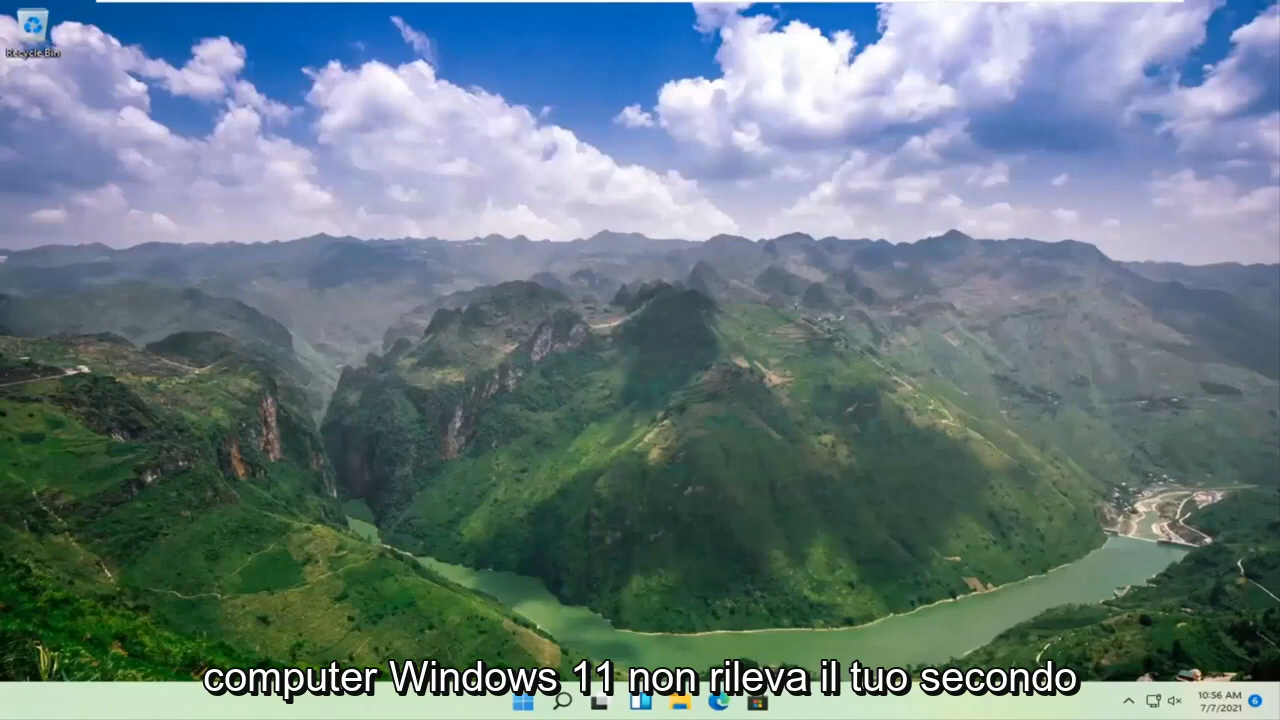 Recycle Bin
computer Windows 11 non rileva il tuo secondo
10:56 AM
7/7/2021
6